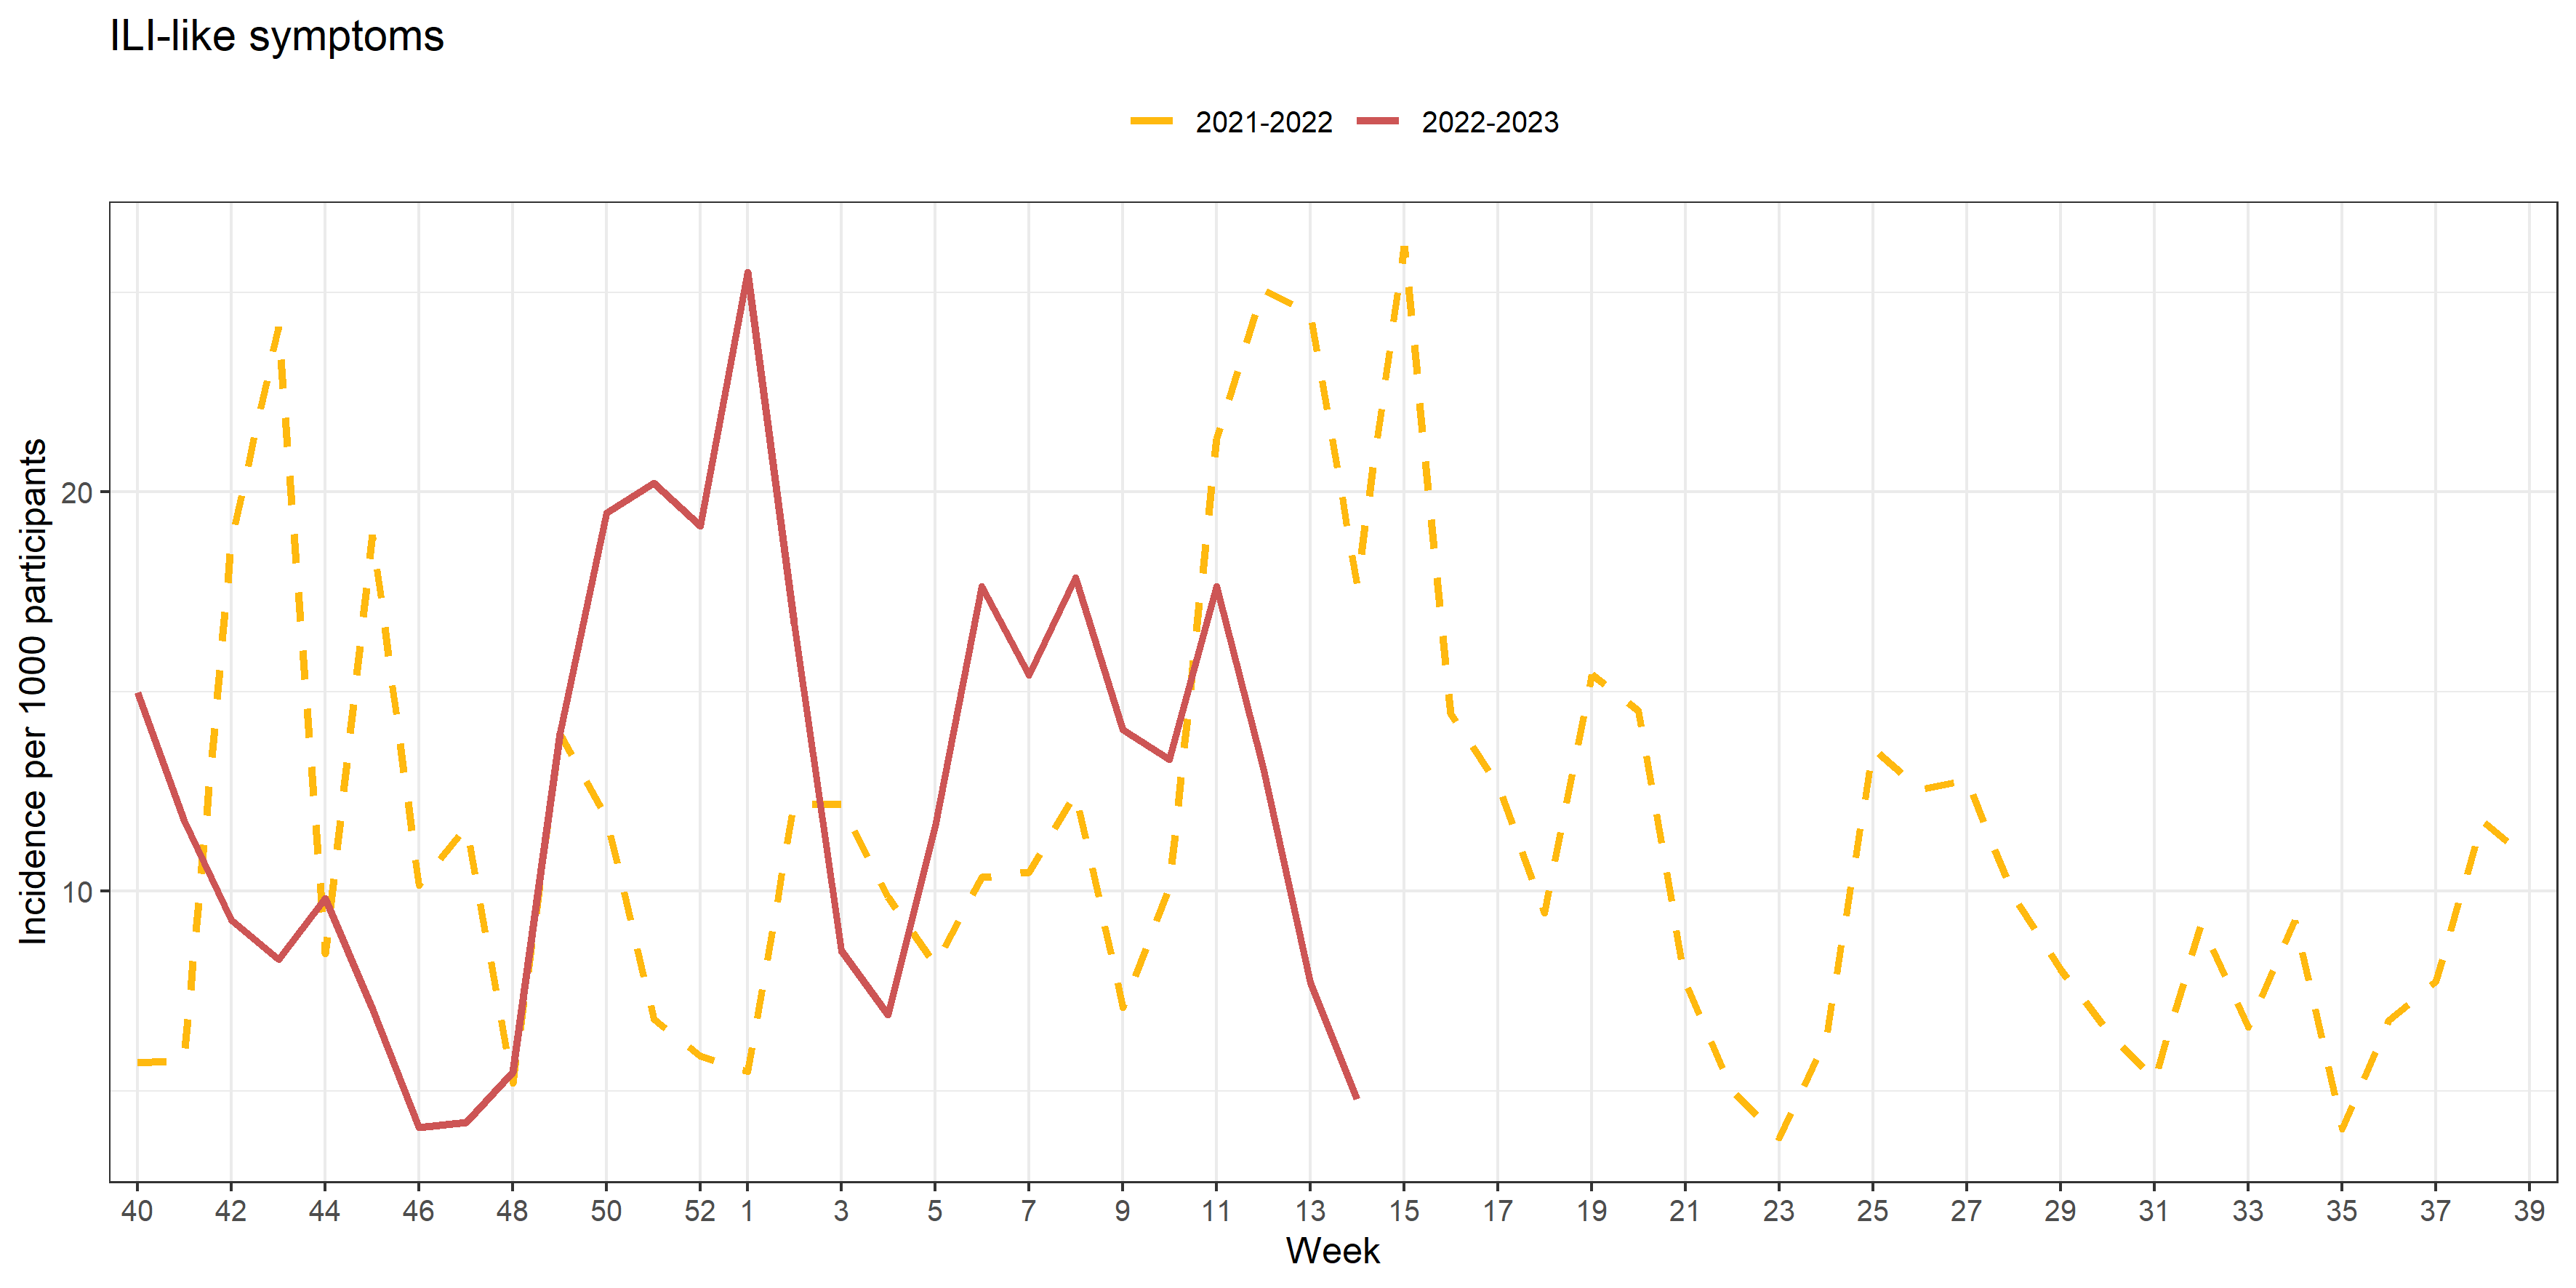 ILI-like symptoms
2021-2022 2022-2023
Incidence per 1000 participants
20
10
40 42 44 46 48 50 52 1 3 5 7 9 11 13 15 17 19 21 23 25 27 29 31 33 35 37 39
Week